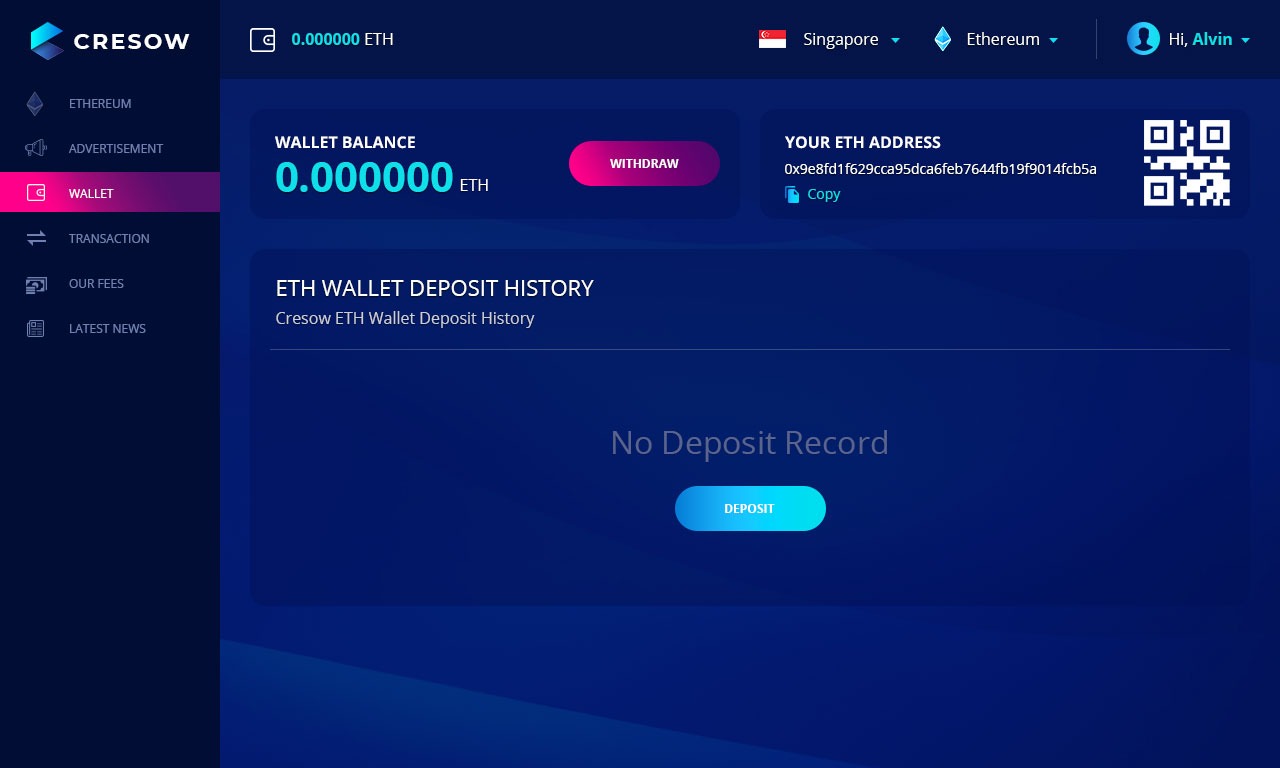 CRESOW
0.000000 ETH
Singapore
Ethereum
Hi, Alvin
ETHEREUM
ADVERTISEMENT
WALLET
TRANSACTION
OUR FEES
LATEST NEWS
WALLET BALANCE
0.000000 ETH
WITHDRAW
YOUR ETH ADDRESS
0x9e8fd1f629cca95dca6feb7644fb19f9014fcb5a
Copy
ETH WALLET DEPOSIT HISTORY
Cresow ETH Wallet Deposit History
No Deposit Record
DEPOSIT